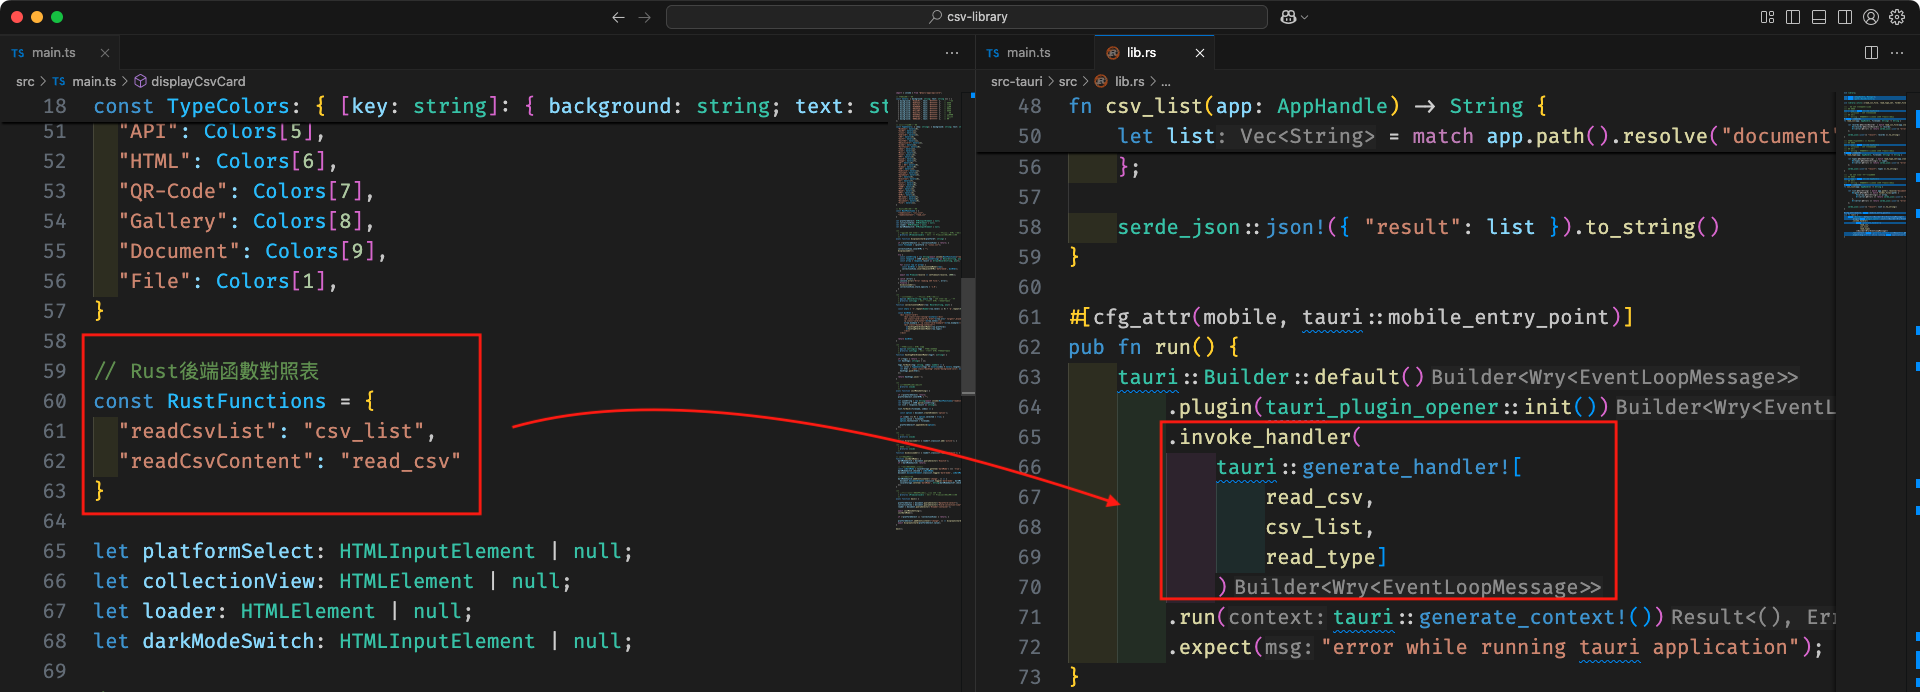 csv-library
TS main.ts
src > TS main.ts > displayCsvCard
18 const TypeColors: { [key: string]: { background: string; text: st
51 "API": Colors[5],
52 "HTML": Colors[6],
53 "QR-Code": Colors[7],
54 "Gallery": Colors[8],
55 "Document": Colors[9],
56 "File": Colors[1],
57 }
58
59 // Rust後端函數對照表
60 const RustFunctions = {
61 "readCsvList": "csv_list",
62 "readCsvContent": "read_csv"
63 }
64
65 let platformSelect: HTMLInputElement | null;
66 let collectionView: HTMLElement | null;
67 let loader: HTMLElement | null;
68 let darkModeSwitch: HTMLInputElement | null;
69
TS main.ts lib.rs
src-tauri > src > lib.rs > ...
48 fn csv_list(app: AppHandle) -> String {
50 let list: Vec<String> = match app.path().resolve("document"
56 };
57
58 serde_json::json!({ "result": list }).to_string()
59 }
60
61 #[cfg_attr(mobile, tauri::mobile_entry_point)]
62 pub fn run() {
63 tauri::Builder::default() Builder<Wry<EventLoopMessage>>
64 .plugin(tauri_plugin_opener::init()) Builder<Wry<EventL
65 .invoke_handler(
66 tauri::generate_handler![
67 read_csv,
68 csv_list,
69 read_type]
70 ) Builder<Wry<EventLoopMessage>>
71 .run(context: tauri::generate_context!()) Result<(), Err
72 .expect(msg: "error while running tauri application");
73 }